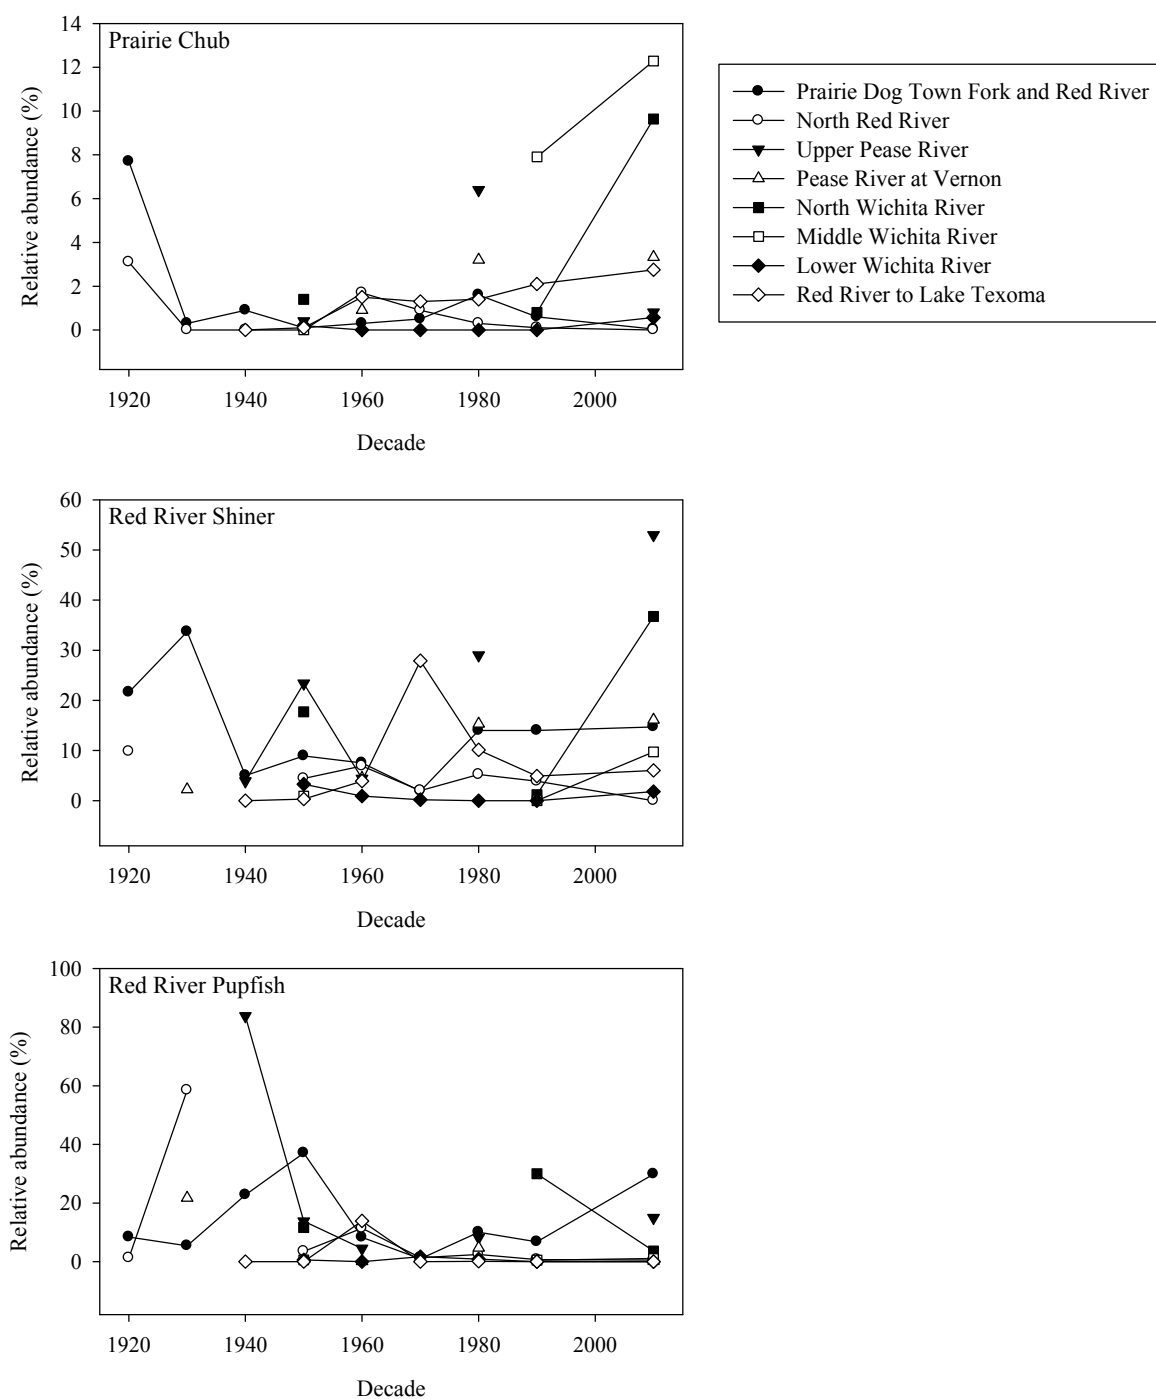 Prairie Chub
14
12
10
8
6
4
2
0
Relative abundance (%)
1920 1940 1960 1980 2000
Decade
Prairie Dog Town Fork and Red River
North Red River
Upper Pease River
Pease River at Vernon
North Wichita River
Middle Wichita River
Lower Wichita River
Red River to Lake Texoma
Red River Shiner
60
50
40
30
20
10
0
Relative abundance (%)
1920 1940 1960 1980 2000
Decade
Red River Pupfish
100
80
60
40
20
0
Relative abundance (%)
1920 1940 1960 1980 2000
Decade